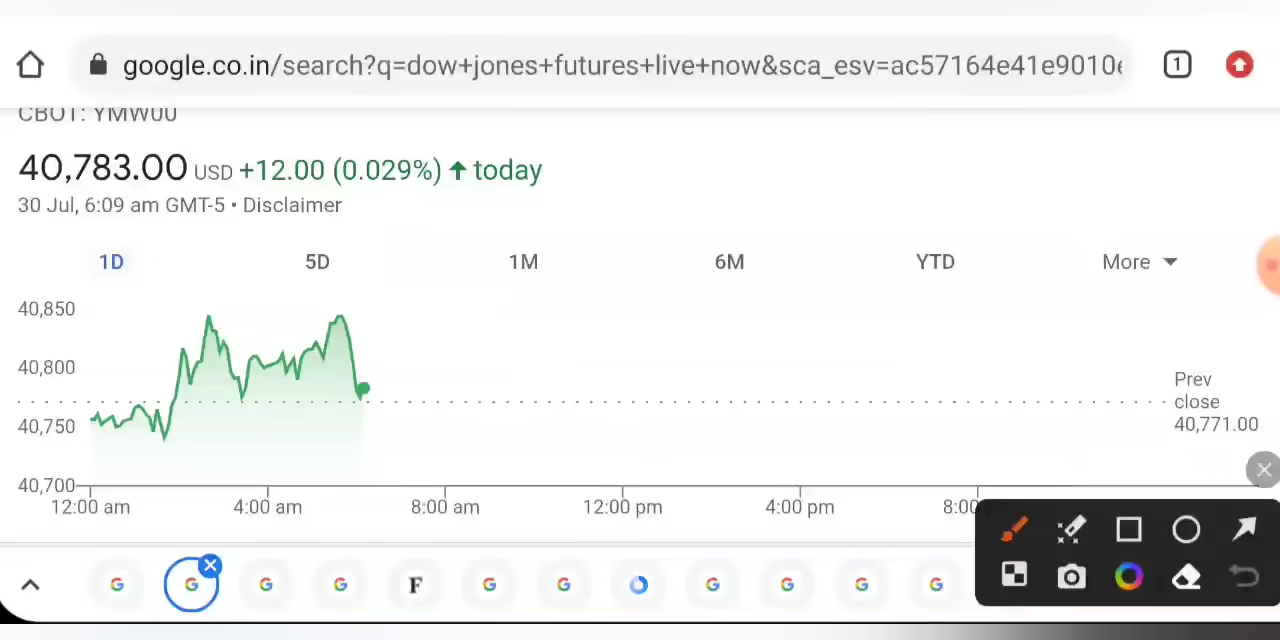 google.co.in/search?q=dow+jones+futures+live+now&sca_esv=ac57164e41e9010e
1
CBOT: YMW00
40,783.00 USD +12.00 (0.029%) today
30 Jul, 6:09 am GMT-5 • Disclaimer
1D 5D 1M 6M YTD More
40,850
40,800
Prev
close
40,750
40,771.00
40,700
12:00 am 4:00 am 8:00 am 12:00 pm 4:00 pm 8:00
G G G G F G G G G G G